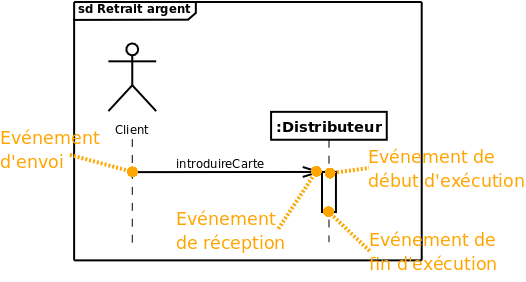 sd Retrait argent
Client
:Distributeur
Evénement
d'envoi
introduireCarte
Evénement de
début d'exécution
Evénement
de réception
Evénement de
fin d'exécution